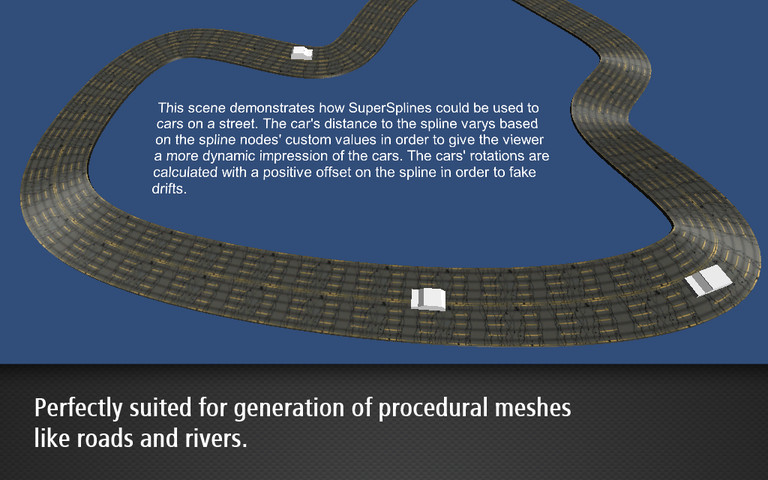 This scene demonstrates how SuperSplines could be used to
cars on a street. The car's distance to the spline varys based
on the spline nodes' custom values in order to give the viewer
a more dynamic impression of the cars. The cars' rotations are
calculated with a positive offset on the spline in order to fake
drifts.
Perfectly suited for generation of procedural meshes
like roads and rivers.